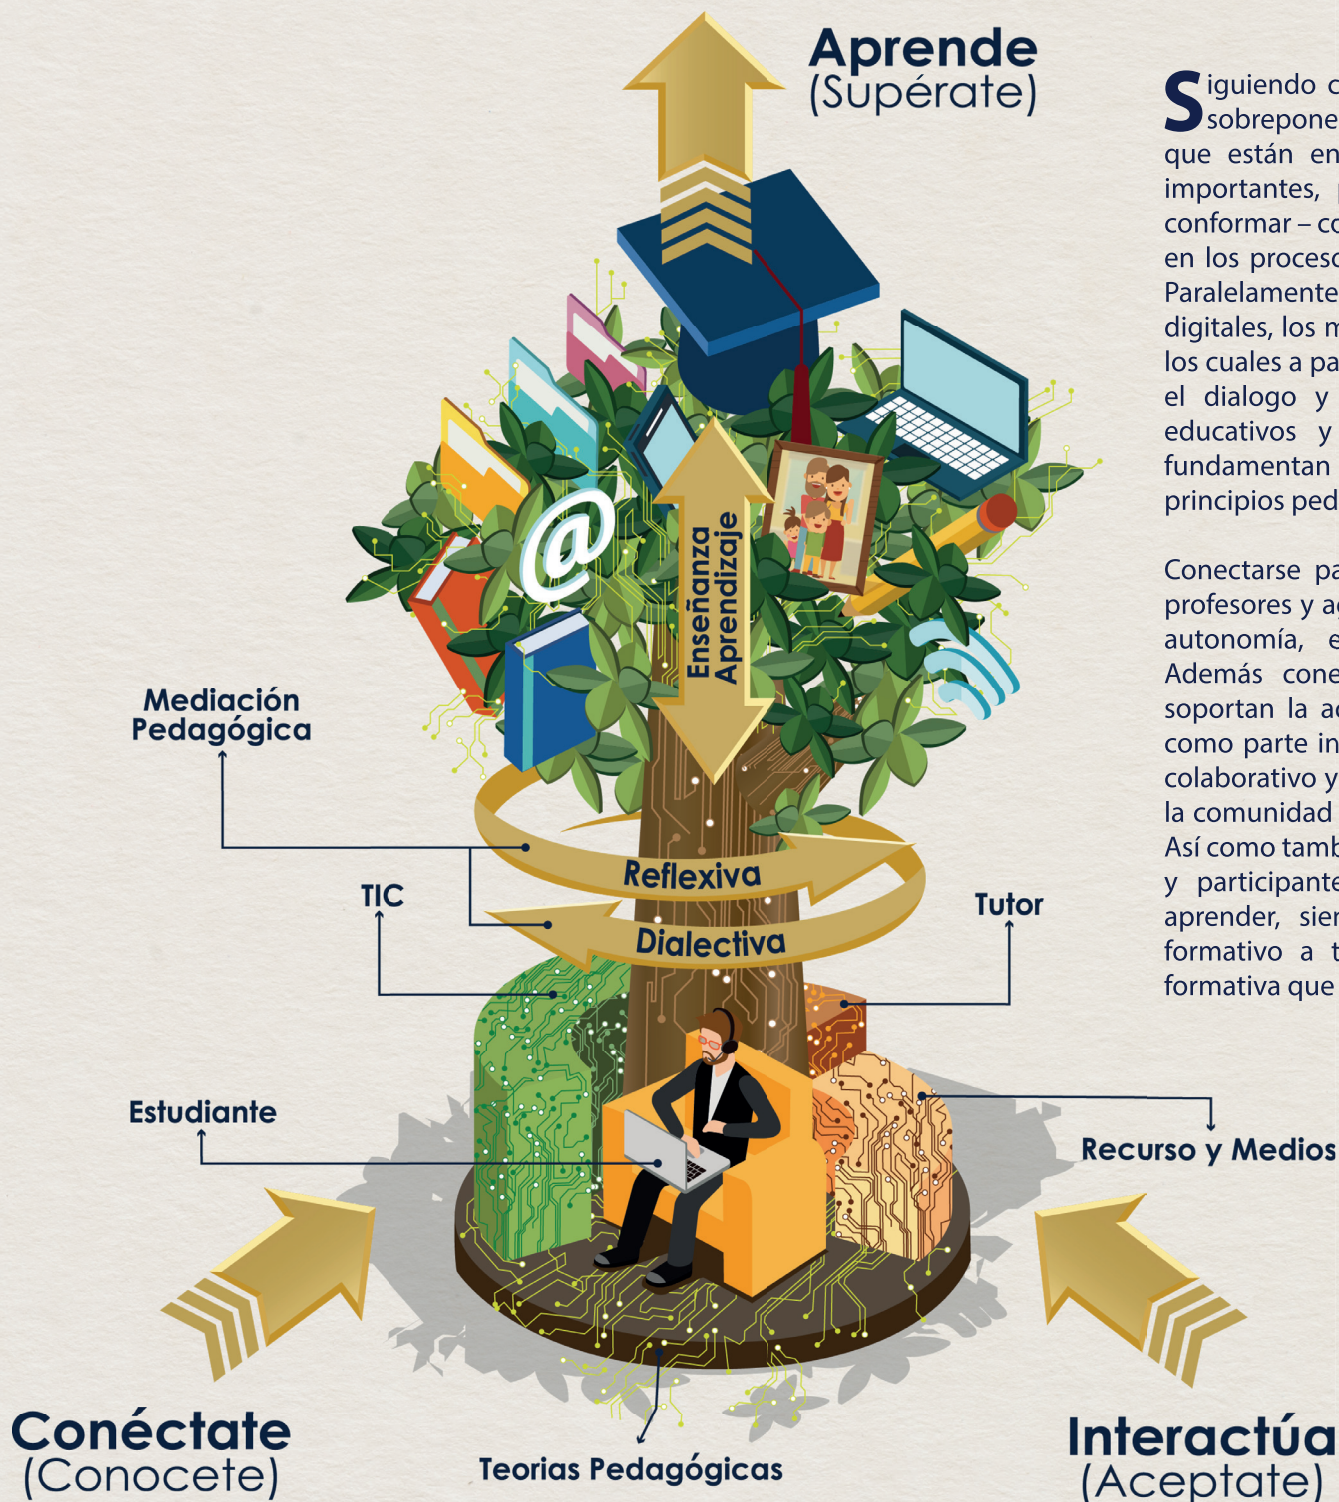 Aprende
(Supérate)
Enseñanza
Aprendizaje
@
Mediación
Pedagógica
Reflexiva
Dialectiva
TIC
Tutor
Estudiante
Recurso y Medios
Teorias Pedagógicas
Conéctate
(Conocete)
Interactúa
(Aceptate)
Siguiendo
sobrepone
que están en
importantes,
conformar – co
en los proceso
Paralelamente
digitales, los m
los cuales a pa
el dialogo y
educativos y
fundamentan
principios ped
Conectarse pa
profesores y ac
autonomía, e
Además cone
soportan la ac
como parte in
colaborativo y
la comunidad
Así como tamb
y participante
aprender, sien
formativo a t
formativa que